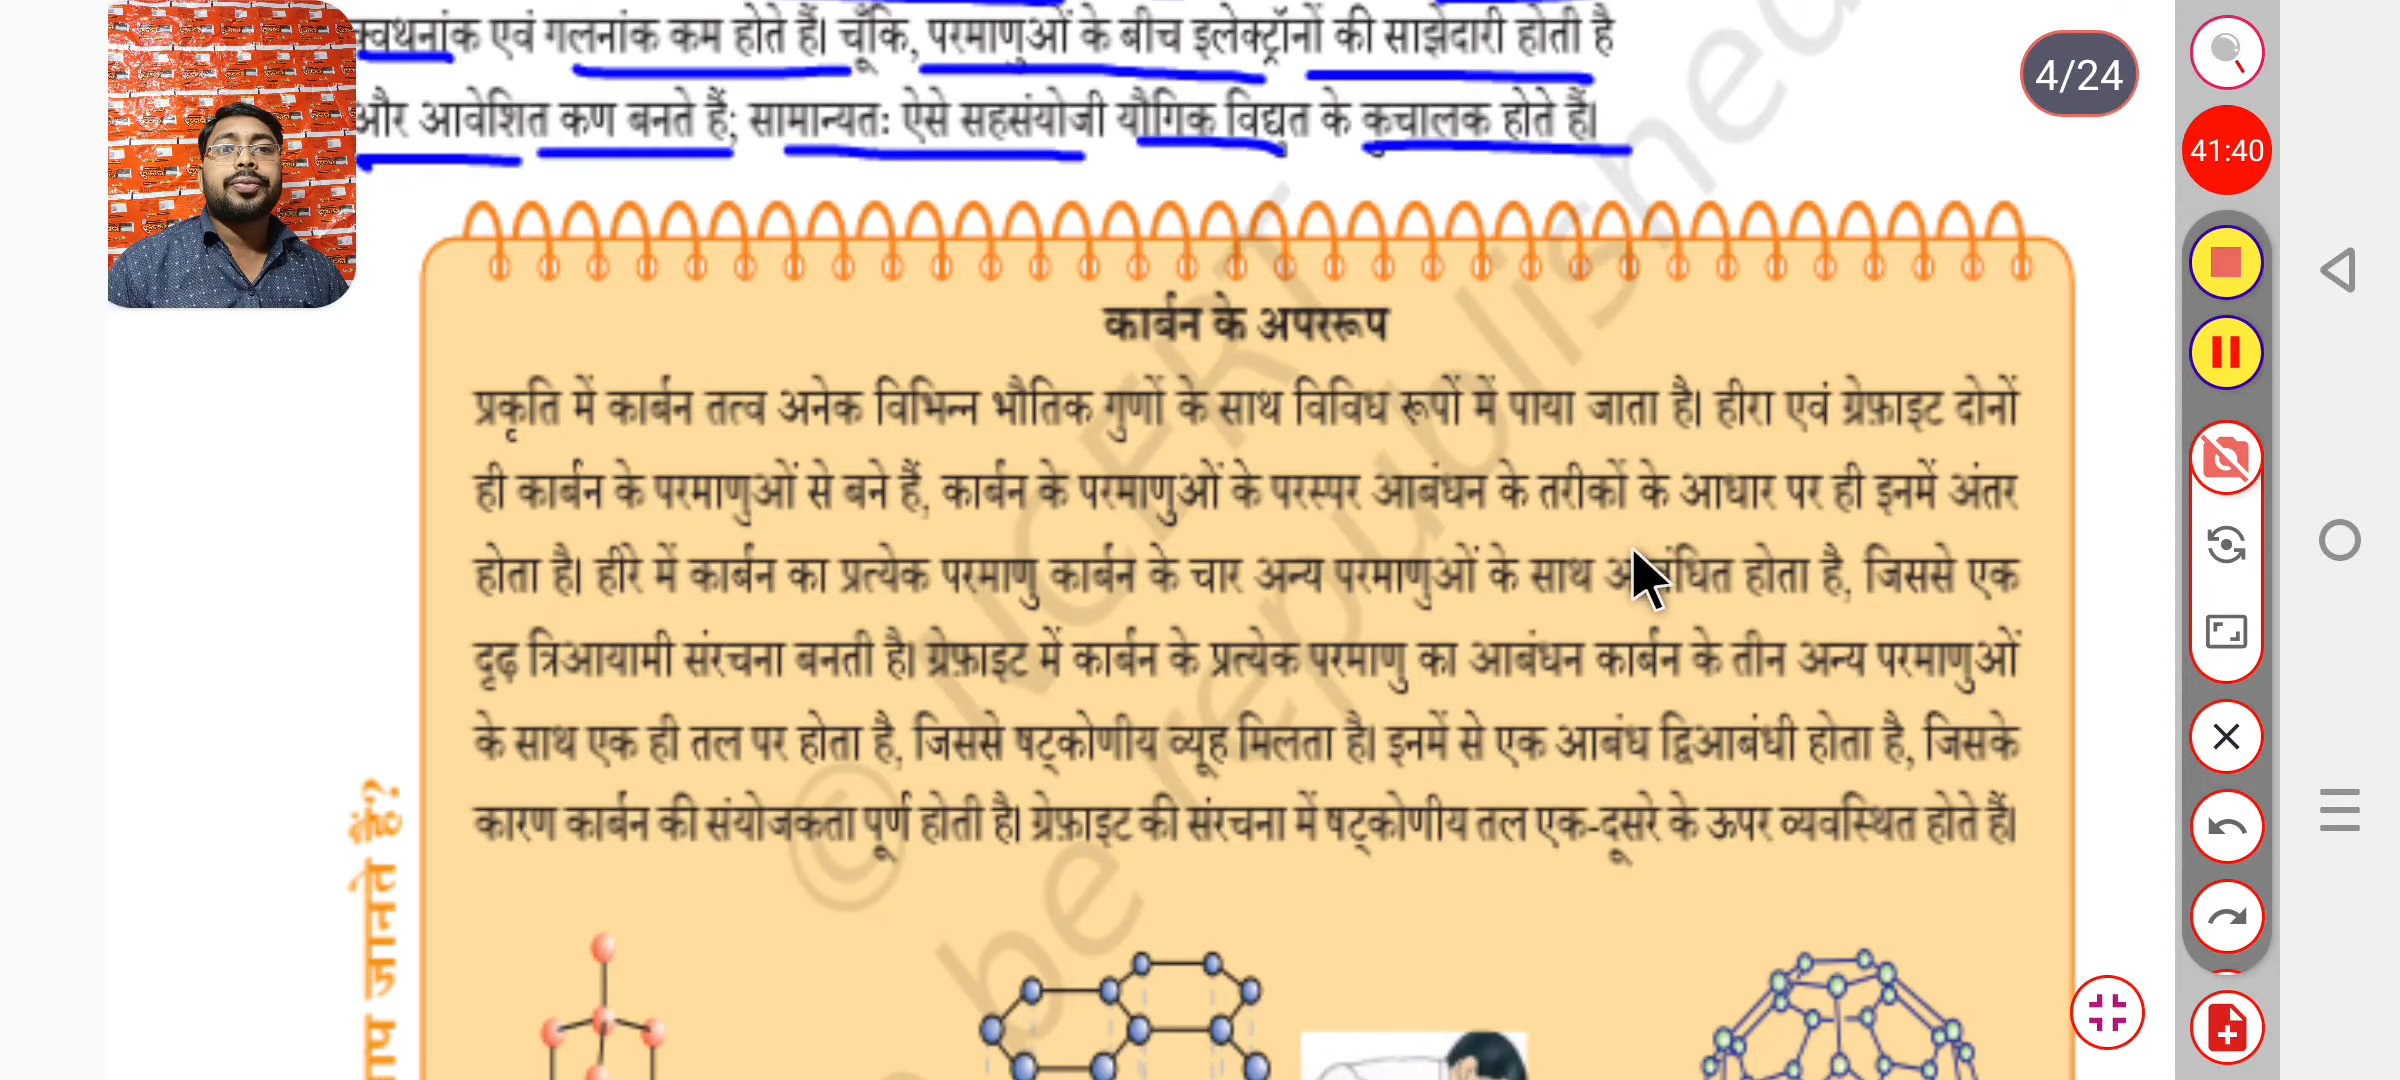 क्वथनांक एवं गलनांक कम होते हैं। चूँकि, परमाणुओं के बीच इलेक्ट्रॉनों की साझेदारी होती है
और आवेशित कण बनते हैं; सामान्यतः ऐसे सहसंयोजी यौगिक विद्युत के कुचालक होते हैं।
4/24
41:40
कार्बन के अपररूप
प्रकृति में कार्बन तत्व अनेक विभिन्न भौतिक गुणों के साथ विविध रूपों में पाया जाता है। हीरा एवं ग्रेफ़ाइट दोनों
ही कार्बन के परमाणुओं से बने हैं, कार्बन के परमाणुओं के परस्पर आबंधन के तरीकों के आधार पर ही इनमें अंतर
होता है। हीरे में कार्बन का प्रत्येक परमाणु कार्बन के चार अन्य परमाणुओं के साथ आबंधित होता है, जिससे एक
दृढ़ त्रिआयामी संरचना बनती है। ग्रेफ़ाइट में कार्बन के प्रत्येक परमाणु का आबंधन कार्बन के तीन अन्य परमाणुओं
के साथ एक ही तल पर होता है, जिससे षट्कोणीय व्यूह मिलता है। इनमें से एक आबंध द्विआबंधी होता है, जिसके
कारण कार्बन की संयोजकता पूर्ण होती है। ग्रेफ़ाइट की संरचना में षट्कोणीय तल एक-दूसरे के ऊपर व्यवस्थित होते हैं।
जानते हैं?
© NCERT
be republished